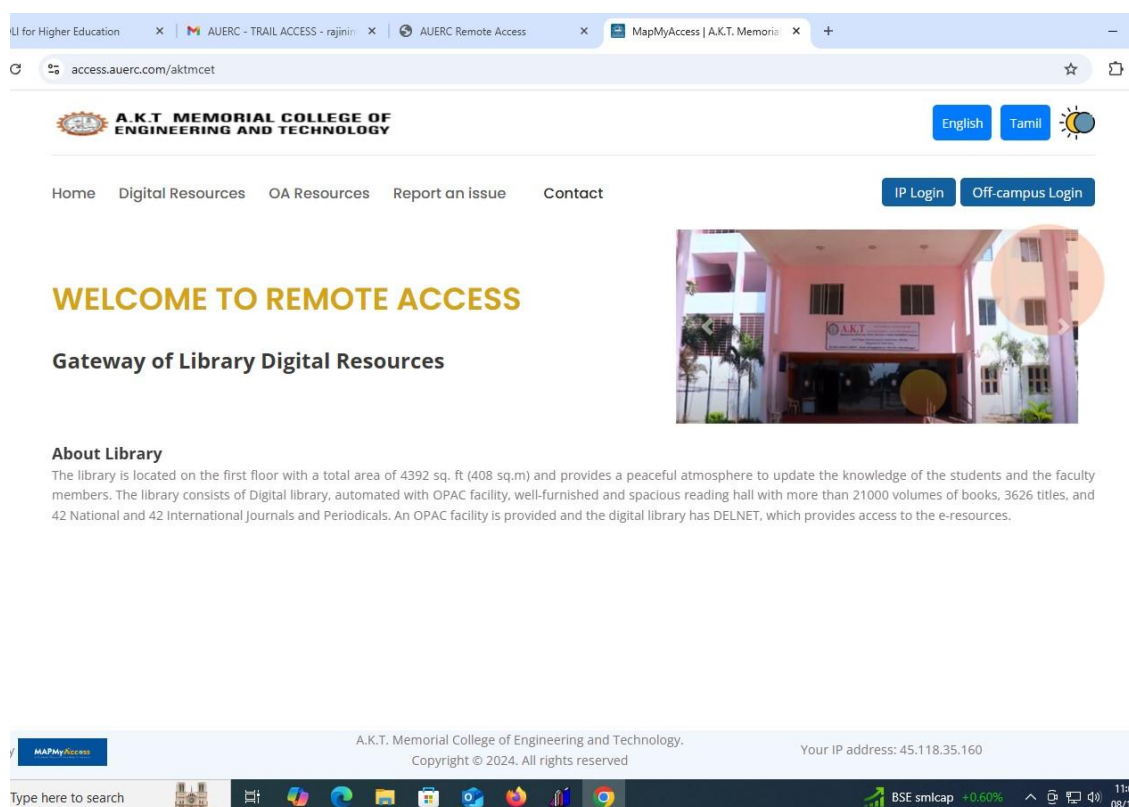 LI for Higher Education
AUERC - TRAIL ACCESS - rajinin
AUERC Remote Access
MapMyAccess | A.K.T. Memoria
access.auerc.com/aktmcet
A.K.T MEMORIAL COLLEGE OF
ENGINEERING AND TECHNOLOGY
English Tamil
Home Digital Resources OA Resources Report an issue Contact
IP Login Off-campus Login
WELCOME TO REMOTE ACCESS
Gateway of Library Digital Resources
A.K.T
About Library
The library is located on the first floor with a total area of 4392 sq. ft (408 sq.m) and provides a peaceful atmosphere to update the knowledge of the students and the faculty
members. The library consists of Digital library, automated with OPAC facility, well-furnished and spacious reading hall with more than 21000 volumes of books, 3626 titles, and
42 National and 42 International Journals and Periodicals. An OPAC facility is provided and the digital library has DELNET, which provides access to the e-resources.
y MAPMyAccess
A.K.T. Memorial College of Engineering and Technology.
Copyright © 2024. All rights reserved
Your IP address: 45.118.35.160
Type here to search
BSE smlcap +0.60%